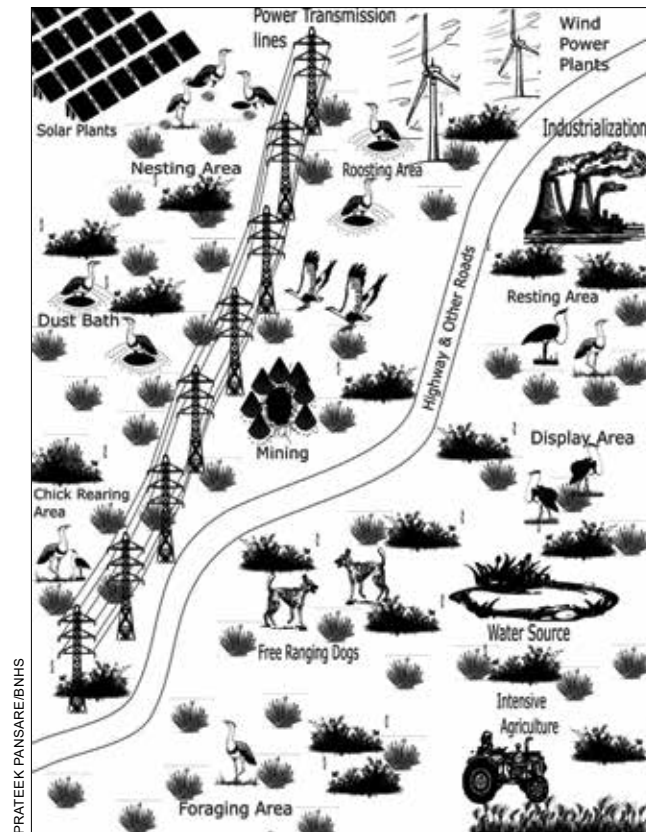 Power Transmission
lines
Wind
Power
Plants
Solar Plants
Industrialization
Nesting Area
Roosting Area
Resting Area
Dust Bath
Highway & Other Roads
Mining
Display Area
Chick Rearing
Area
Free Ranging Dogs
Water Source
Intensive
Agriculture
Foraging Area
PRATEEK PANSARE/BNHS